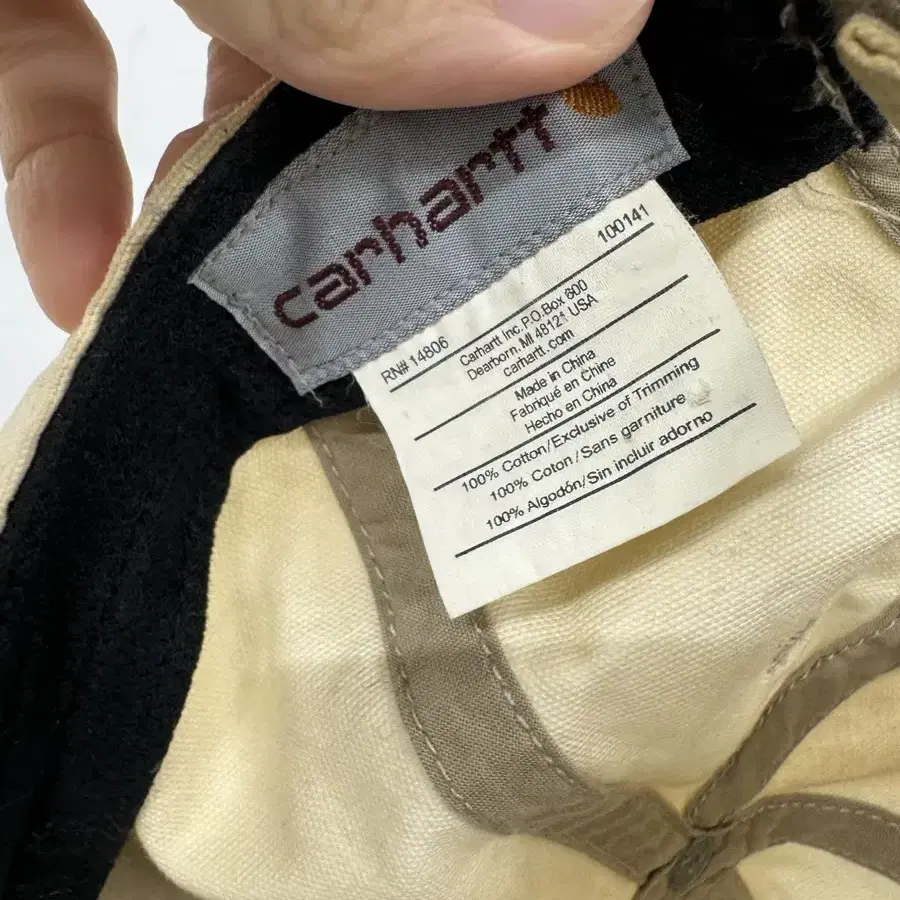 carhartt
RN# 14806 100141
Carhartt Inc. P.O.Box 600
Dearborn. MI 48121 USA
carhartt. com
Made in China
Fabriqué en Chine
Hecho en China
100% Cotton/Exclusive of Trimming
100% Coton/Sans garniture
100% Algodón/Sin incluir adorno